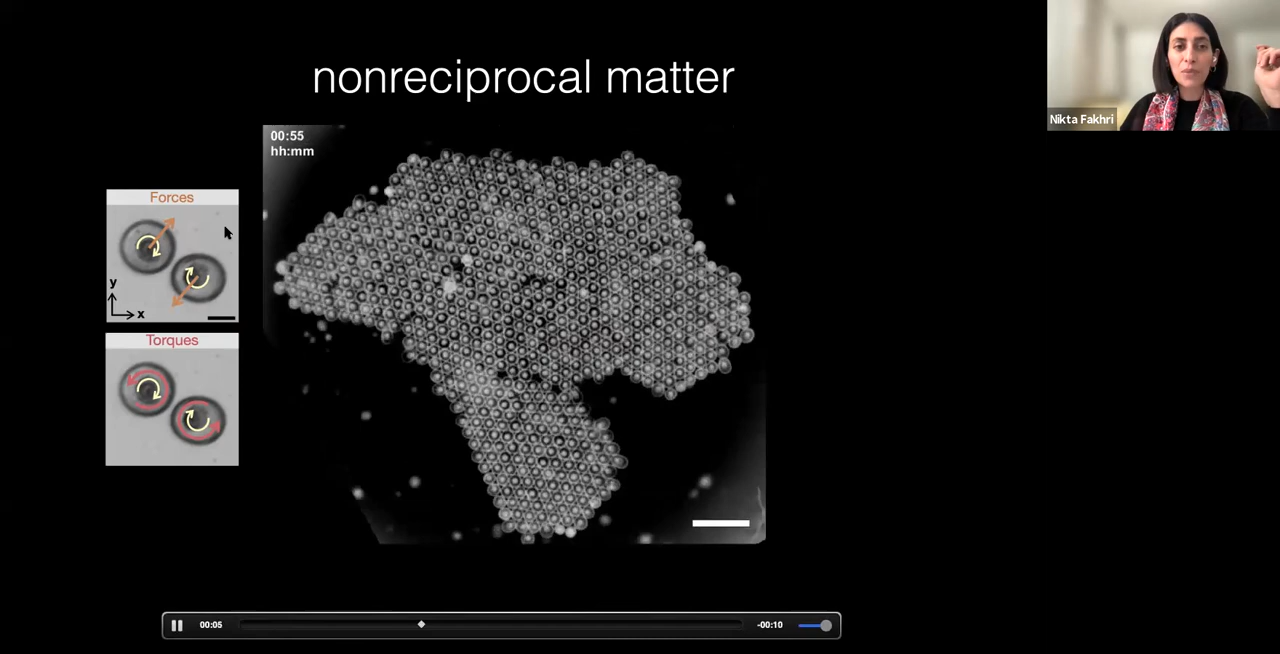 nonreciprocal matter
Nikta Fakhri
00:55
hh:mm
Forces
y
x
Torques
00:05
-00:10